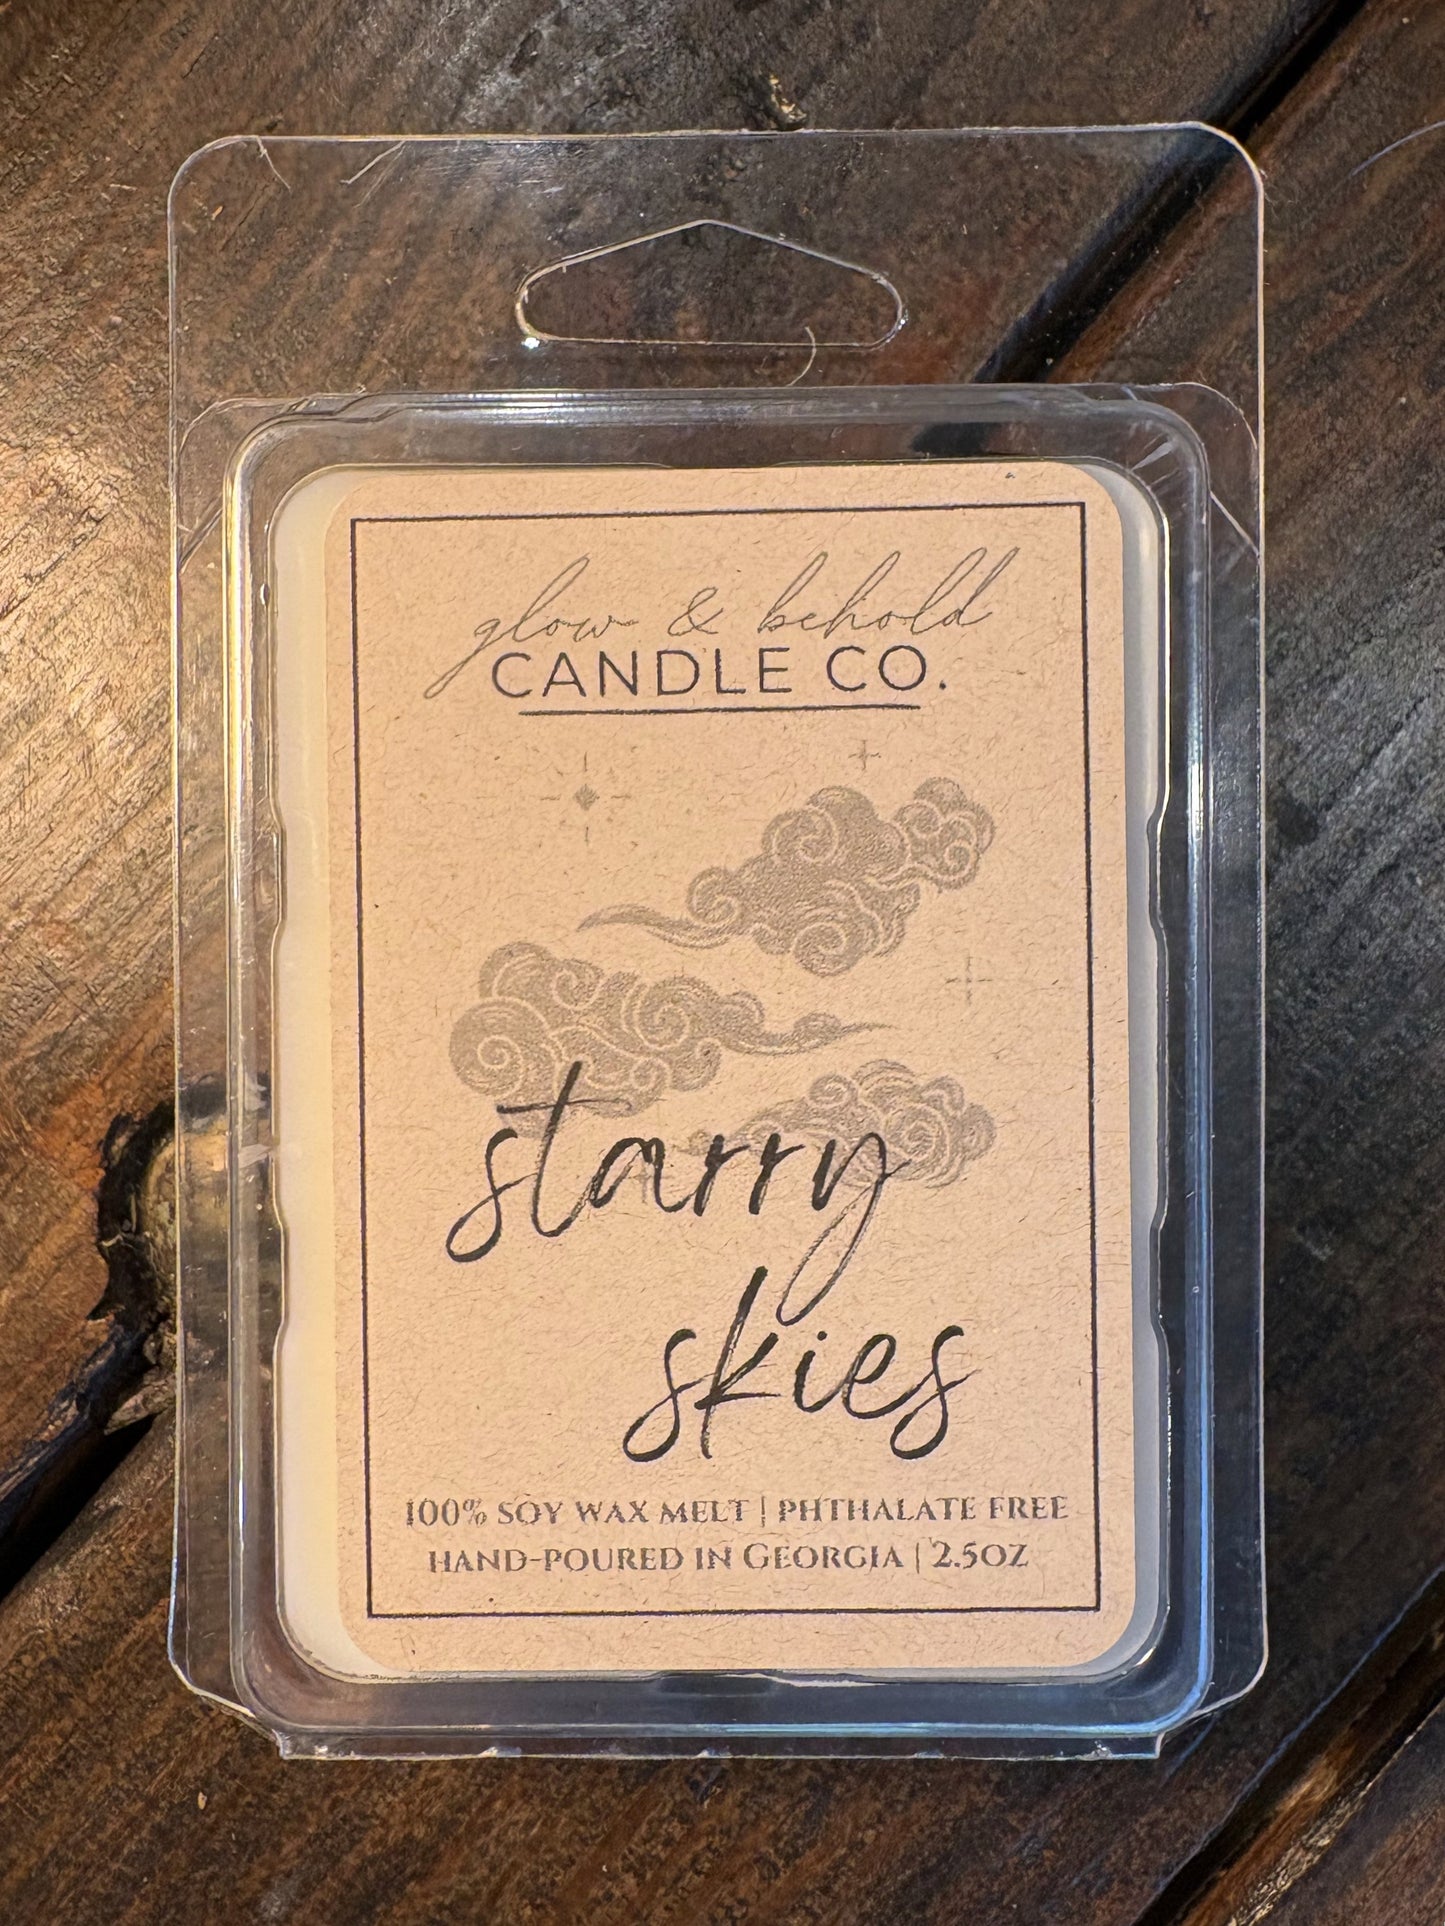 glow & behold
CANDLE CO.
starry
skies
100% SOY WAX MELT | PHTHALATE FREE
HAND-POURED IN GEORGIA | 2.5OZ